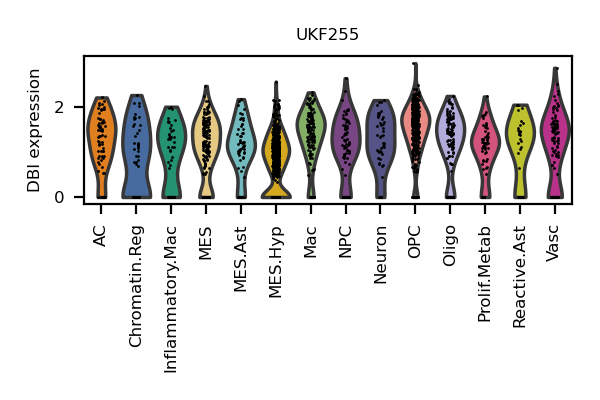 UKF255
DBI expression
2
0
AC
Chromatin.Reg
Inflammatory.Mac
MES
MES.Ast
MES.Hyp
Mac
NPC
Neuron
OPC
Oligo
Prolif.Metab
Reactive.Ast
Vasc